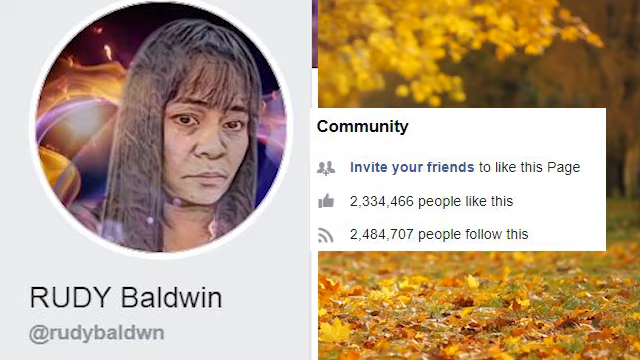 RUDY Baldwin
@rudybaldwn
Community
Invite your friends to like this Page
2,334,466 people like this
2,484,707 people follow this